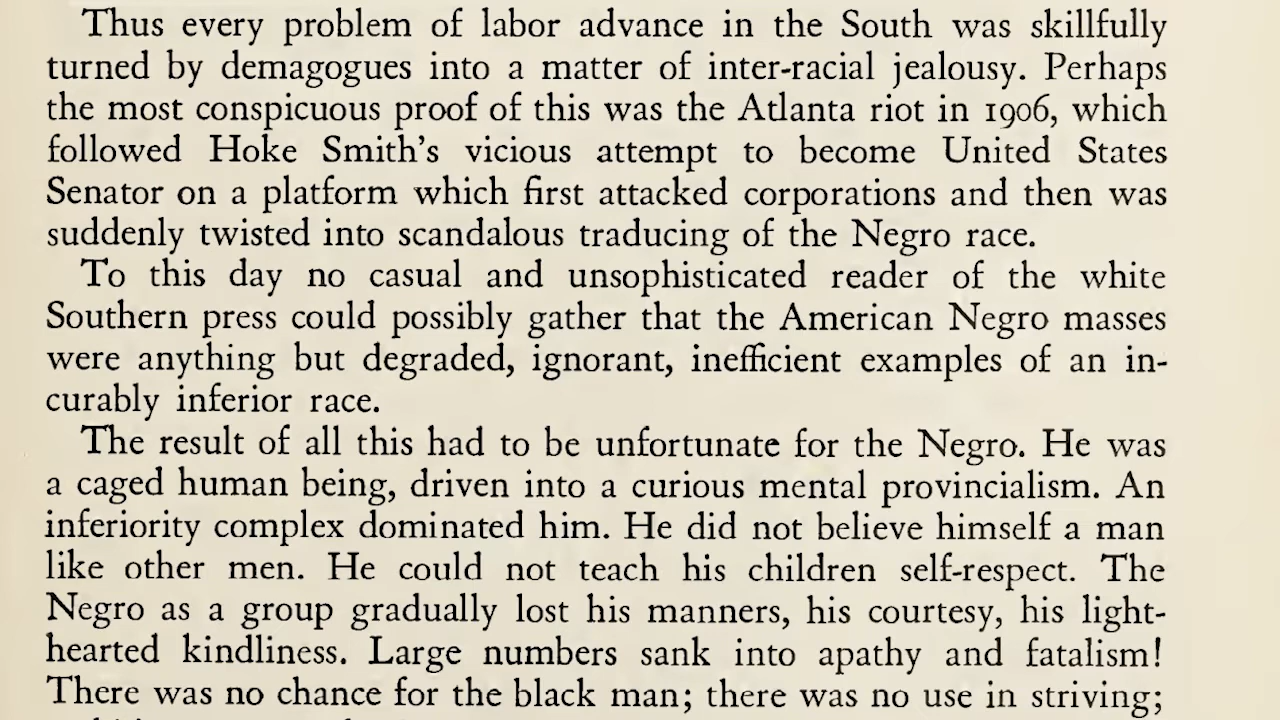 Thus every problem of labor advance in the South was skillfully
turned by demagogues into a matter of inter-racial jealousy. Perhaps
the most conspicuous proof of this was the Atlanta riot in 1906, which
followed Hoke Smith's vicious attempt to become United States
Senator on a platform which first attacked corporations and then was
suddenly twisted into scandalous traducing of the Negro race.
To this day no casual and unsophisticated reader of the white
Southern press could possibly gather that the American Negro masses
were anything but degraded, ignorant, inefficient examples of an in-
curably inferior race.
The result of all this had to be unfortunate for the Negro. He was
a caged human being, driven into a curious mental provincialism. An
inferiority complex dominated him. He did not believe himself a man
like other men. He could not teach his children self-respect. The
Negro as a group gradually lost his manners, his courtesy, his light-
hearted kindliness. Large numbers sank into apathy and fatalism!
There was no chance for the black man; there was no use in striving;